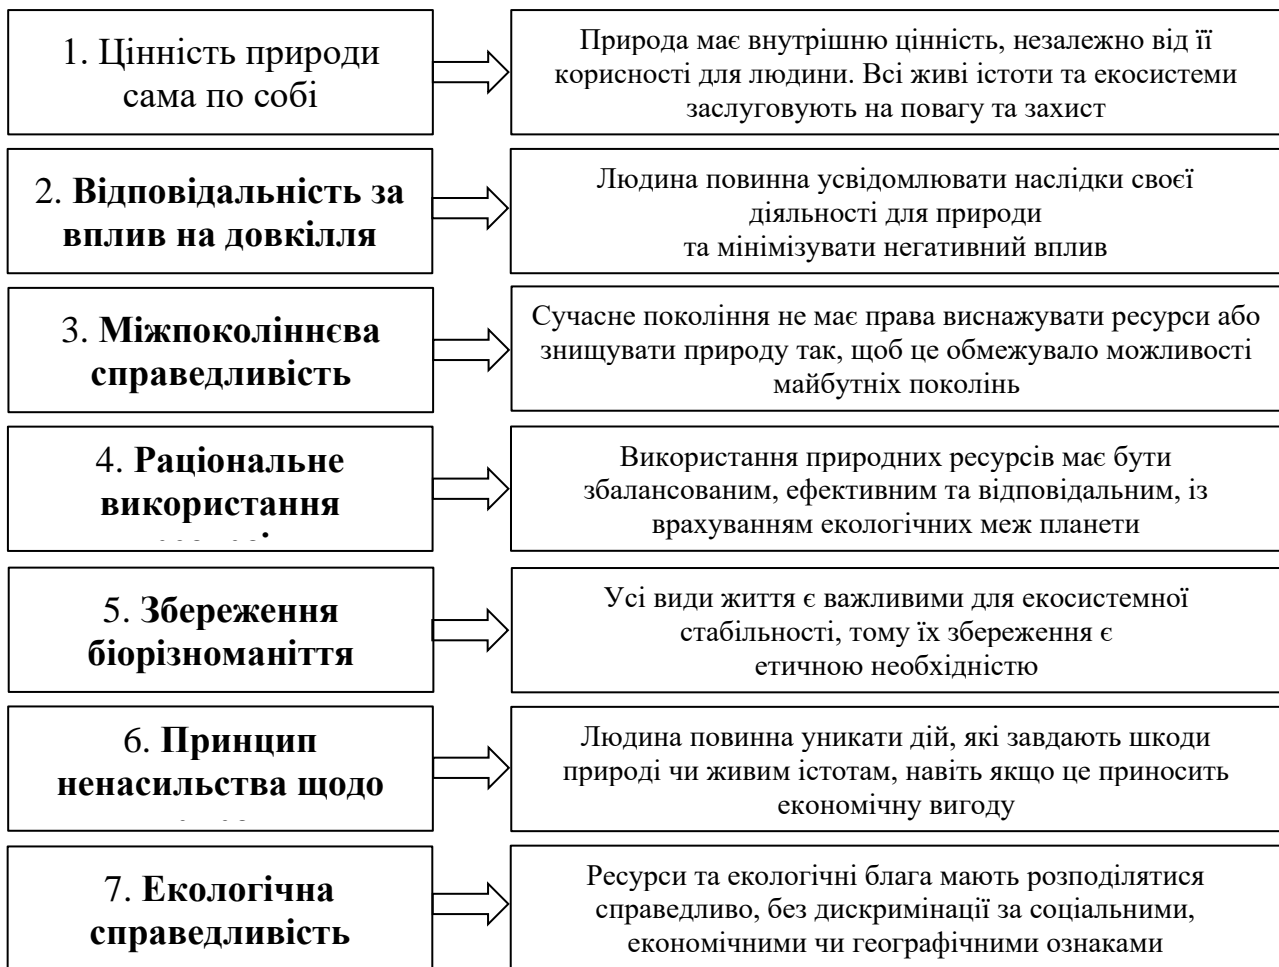 1. Цінність природи
сама по собі
Природа має внутрішню цінність, незалежно від її
корисності для людини. Всі живі істоти та екосистеми
заслуговують на повагу та захист
2. Відповідальність за
вплив на довкілля
Людина повинна усвідомлювати наслідки своєї
діяльності для природи
та мінімізувати негативний вплив
3. Міжпоколіннєва
справедливість
Сучасне покоління не має права виснажувати ресурси або
знищувати природу так, щоб це обмежувало можливості
майбутніх поколінь
4. Раціональне
використання
Використання природних ресурсів має бути
збалансованим, ефективним та відповідальним, із
врахуванням екологічних меж планети
5. Збереження
біорізноманіття
Усі види життя є важливими для екосистемної
стабільності, тому їх збереження є
етичною необхідністю
6. Принцип
ненасильства щодо
Людина повинна уникати дій, які завдають шкоди
природі чи живим істотам, навіть якщо це приносить
економічну вигоду
7. Екологічна
справедливість
Ресурси та екологічні блага мають розподілятися
справедливо, без дискримінації за соціальними,
економічними чи географічними ознаками